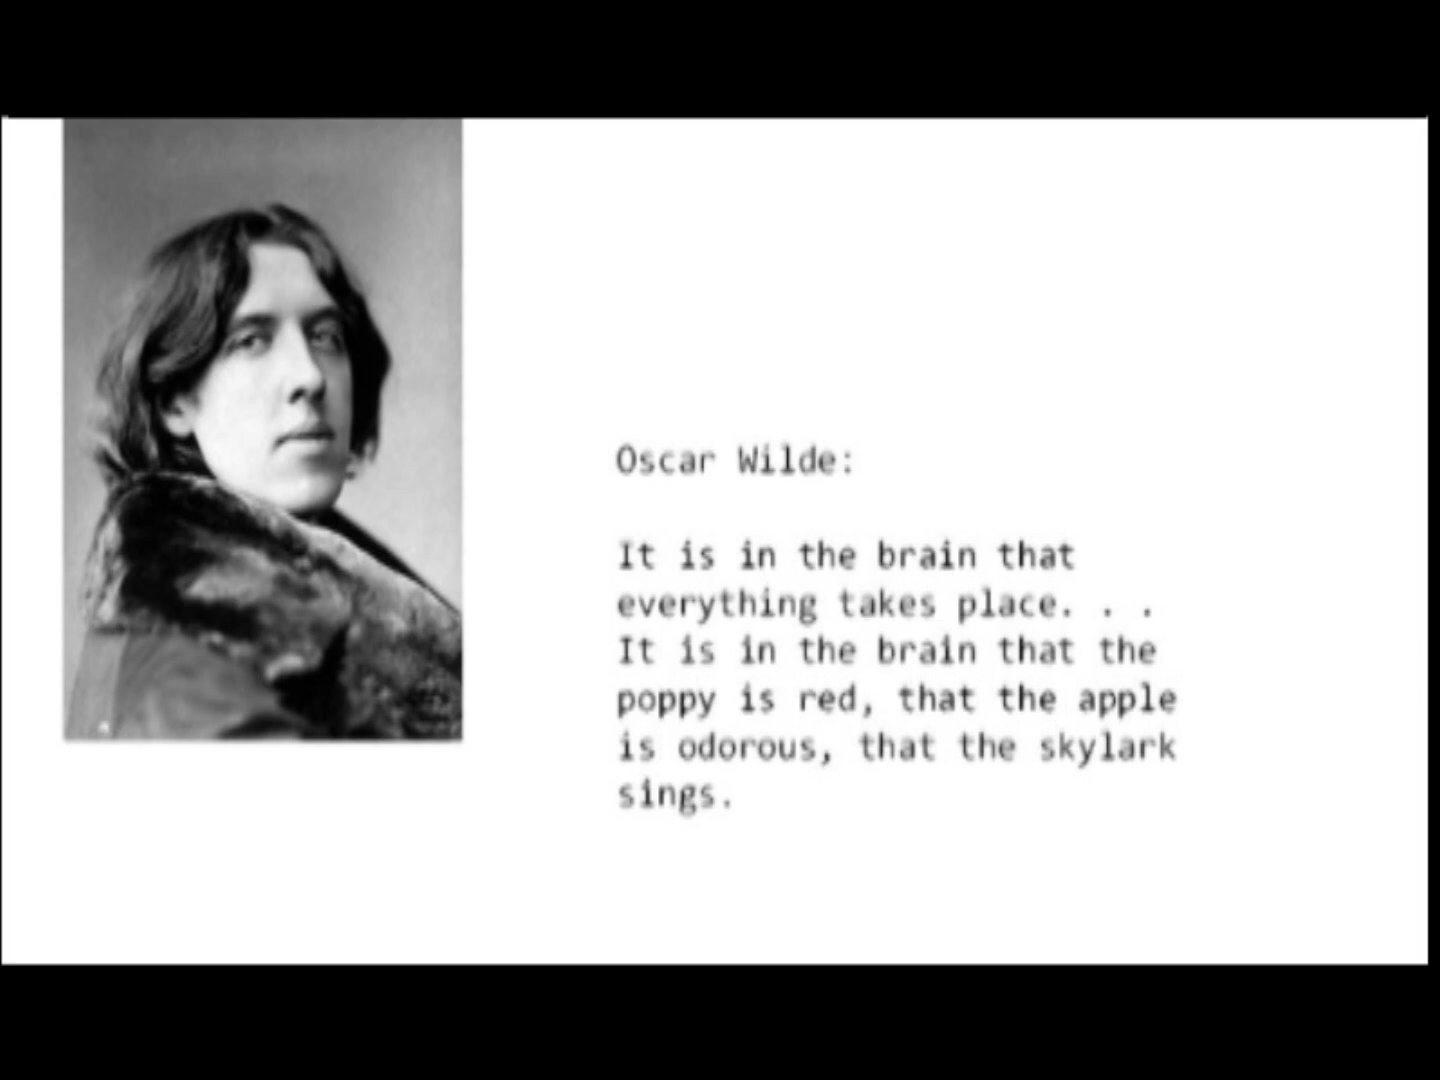 Oscar Wilde:
It is in the brain that
everything takes place. . .
It is in the brain that the
poppy is red, that the apple
is odorous, that the skylark
sings.